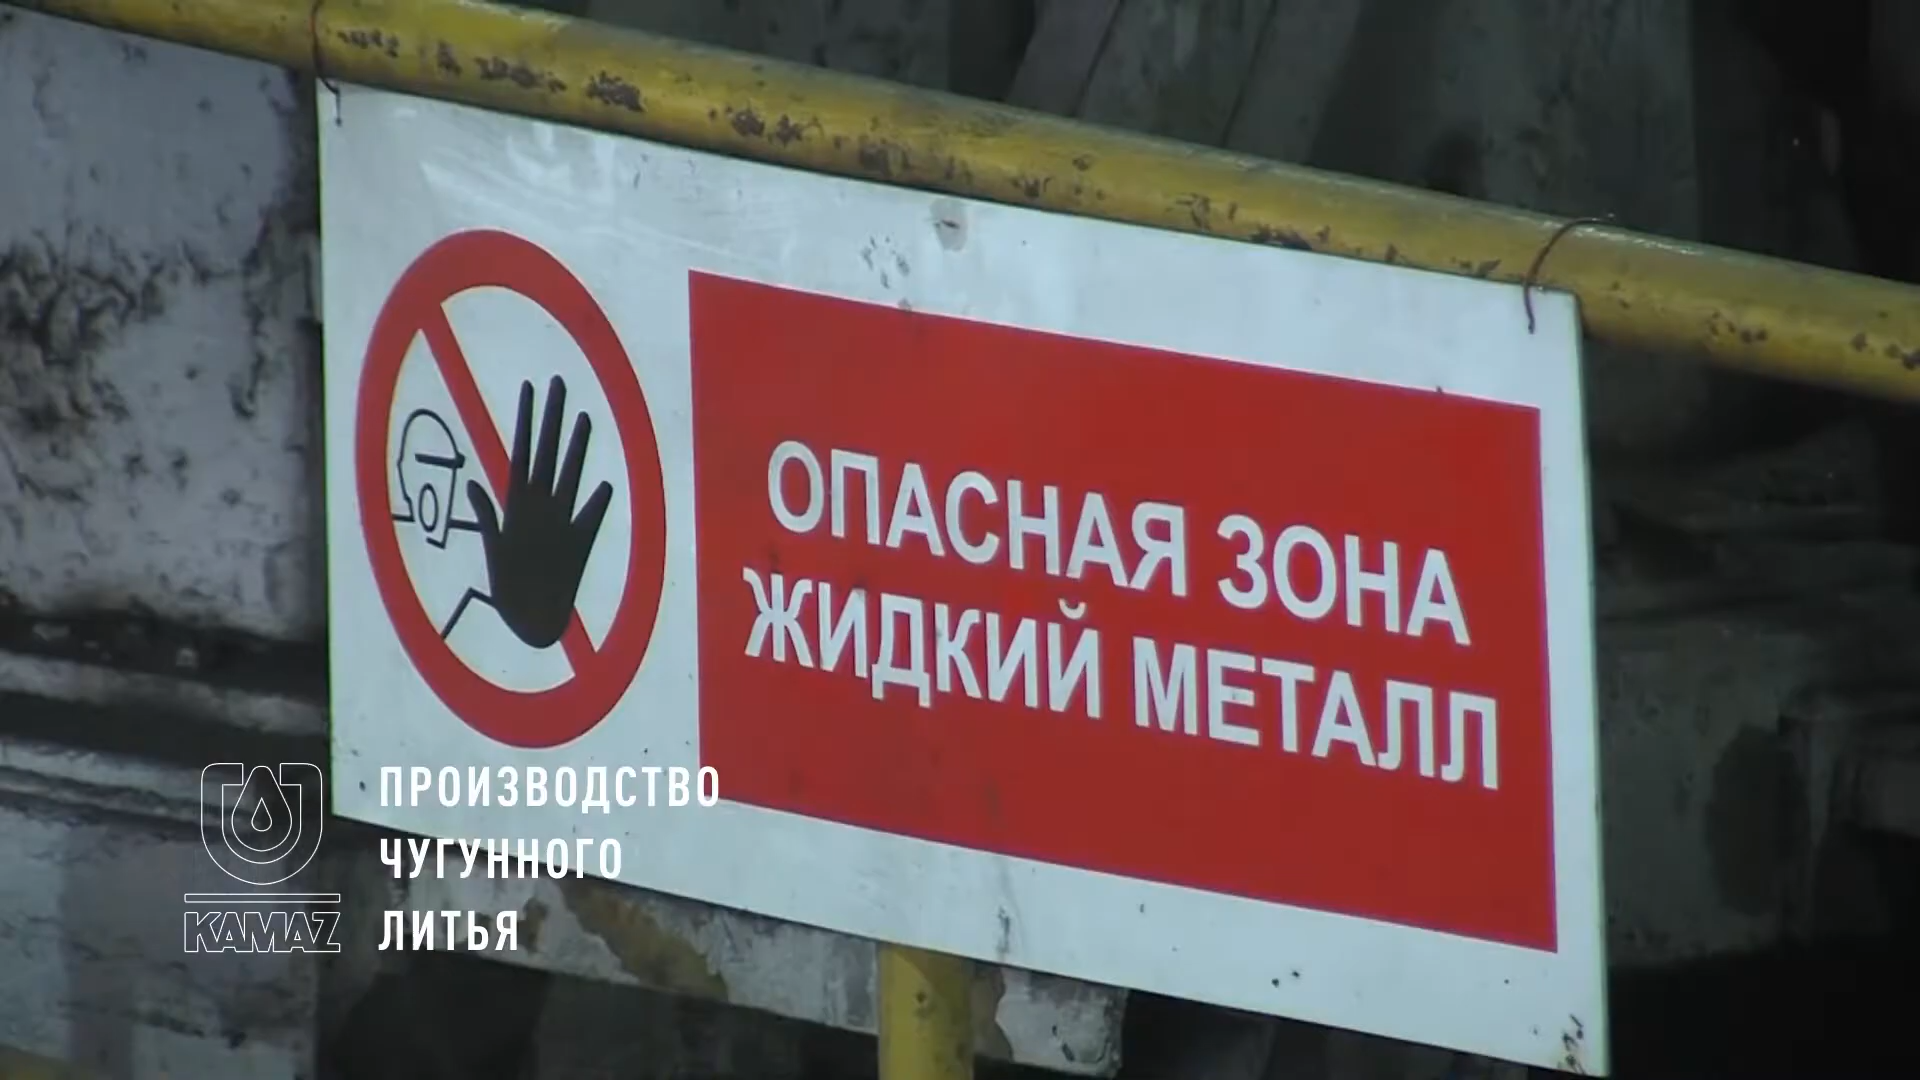 ОПАСНАЯ ЗОНА
ЖИДКИЙ МЕТАЛЛ
ПРОИЗВОДСТВО
ЧУГУННОГО
ЛИТЬЯ
KAMAZ